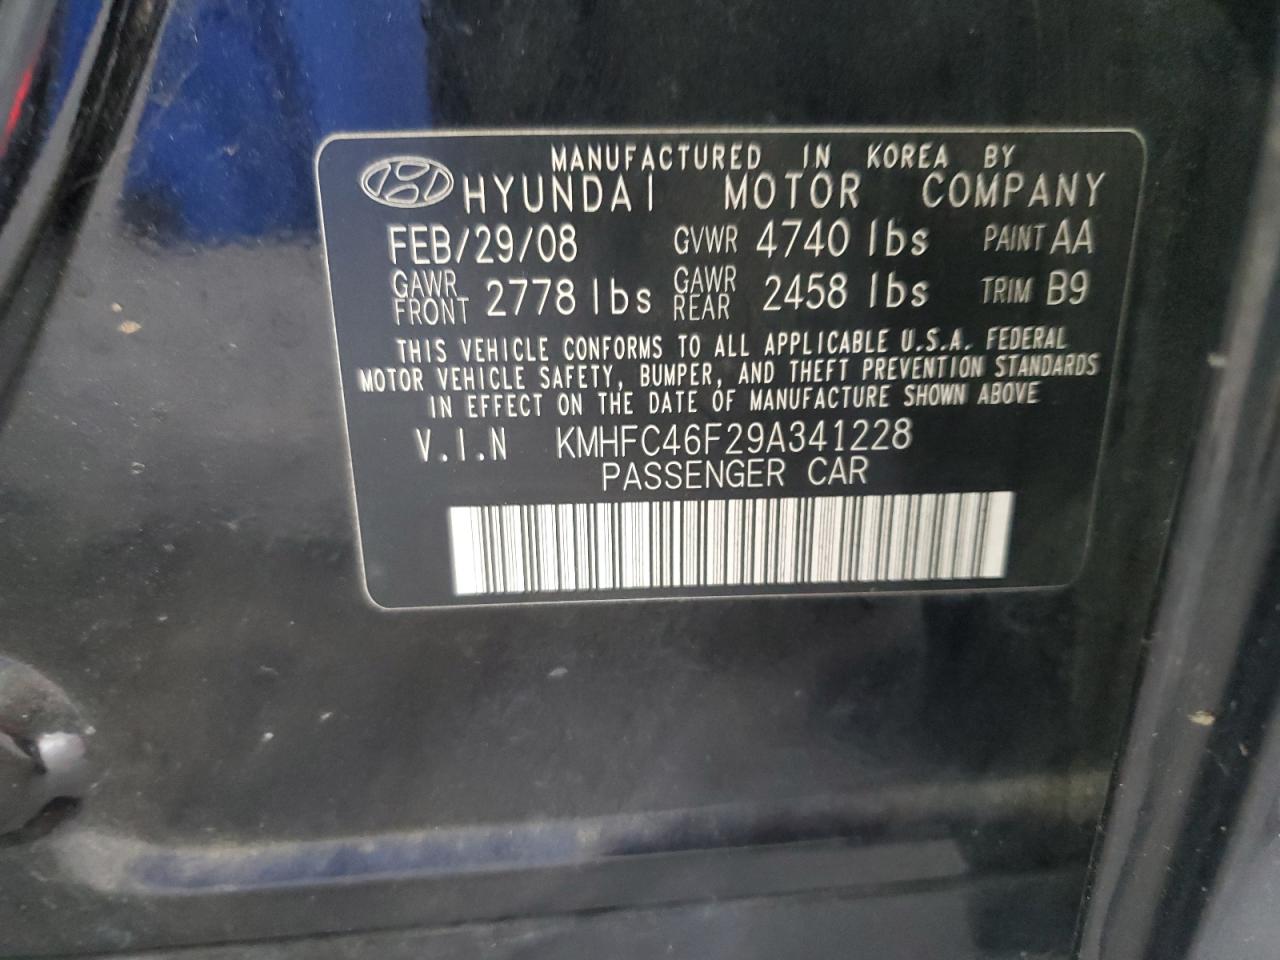 MANUFACTURED IN KOREA BY
HYUNDAI MOTOR COMPANY
FEB/29/08 GVWR 4740 lbs PAINT AA
GAWR FRONT 2778 lbs GAWR REAR 2458 lbs TRIM B9
THIS VEHICLE CONFORMS TO ALL APPLICABLE U.S.A. FEDERAL
MOTOR VEHICLE SAFETY, BUMPER, AND THEFT PREVENTION STANDARDS
IN EFFECT ON THE DATE OF MANUFACTURE SHOWN ABOVE
V.I.N KMHFC46F29A341228
PASSENGER CAR